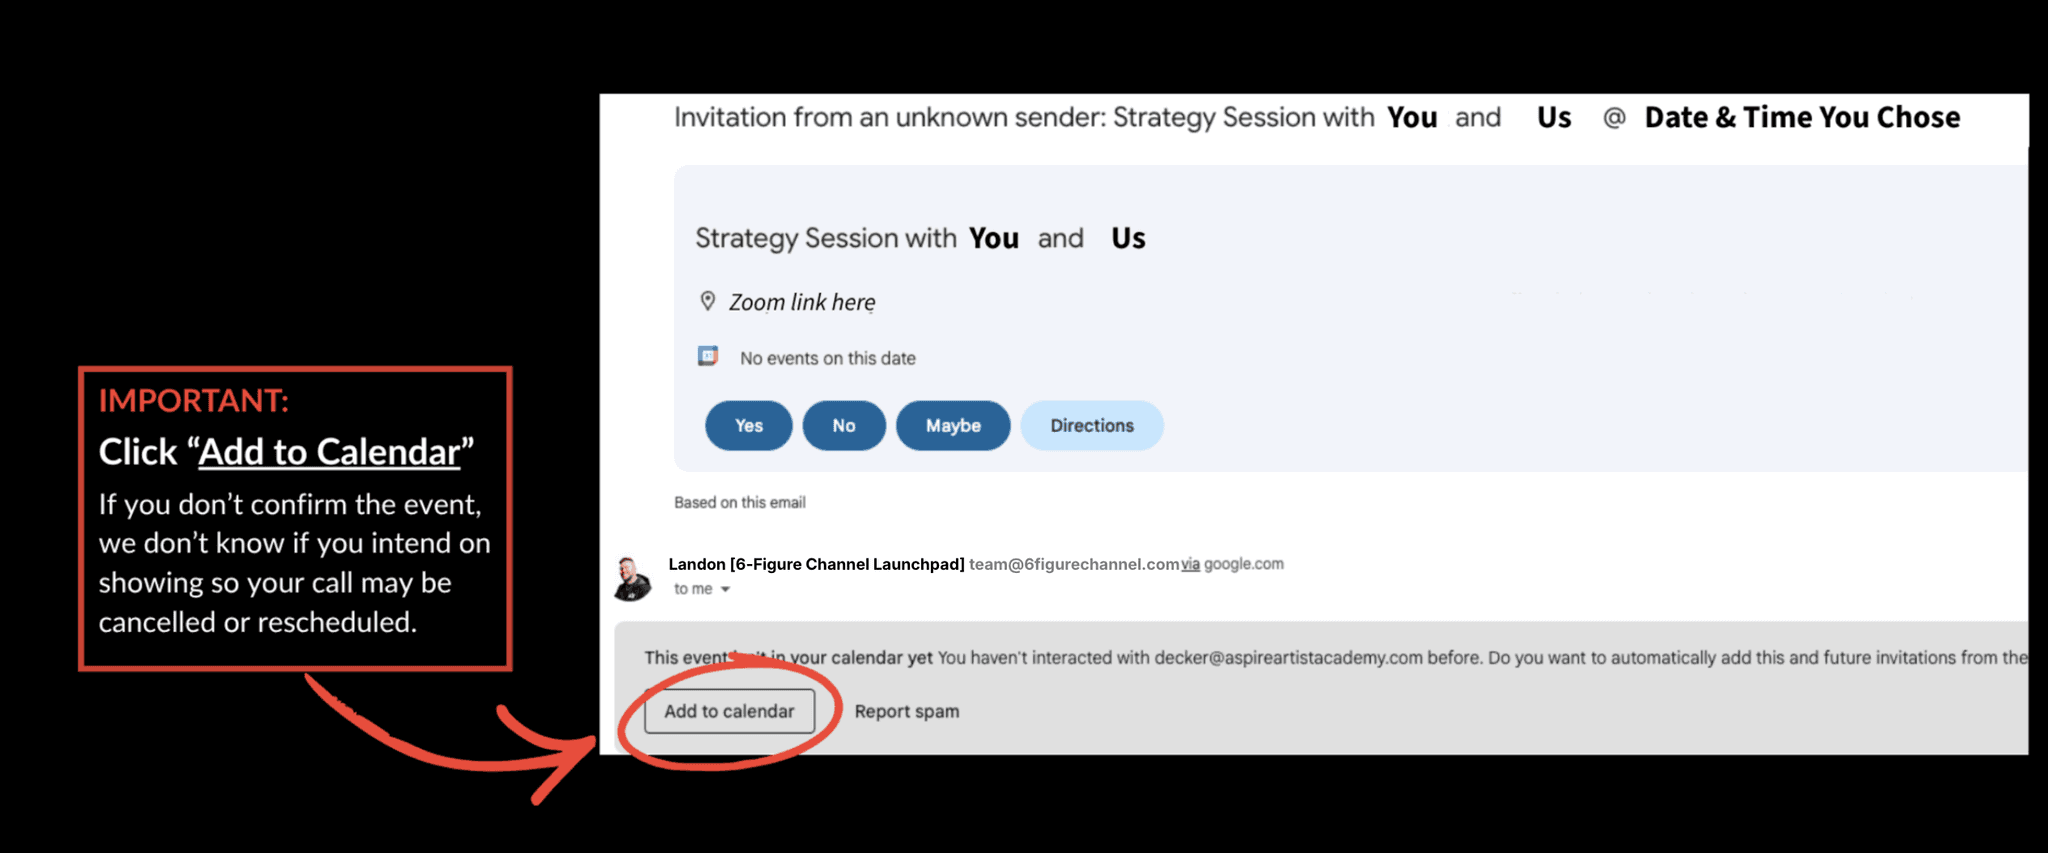 IMPORTANT:
Click “Add to Calendar”
If you don’t confirm the event,
we don’t know if you intend on
showing so your call may be
cancelled or rescheduled.
Invitation from an unknown sender: Strategy Session with You and Us @ Date & Time You Chose
Strategy Session with You and Us
Zoom link here
No events on this date
Yes No Maybe Directions
Based on this email
Landon [6-Figure Channel Launchpad] team@6figurechannel.com via google.com
to me
This event in your calendar yet You haven't interacted with decker@aspireartistacademy.com before. Do you want to automatically add this and future invitations from the
Add to calendar Report spam